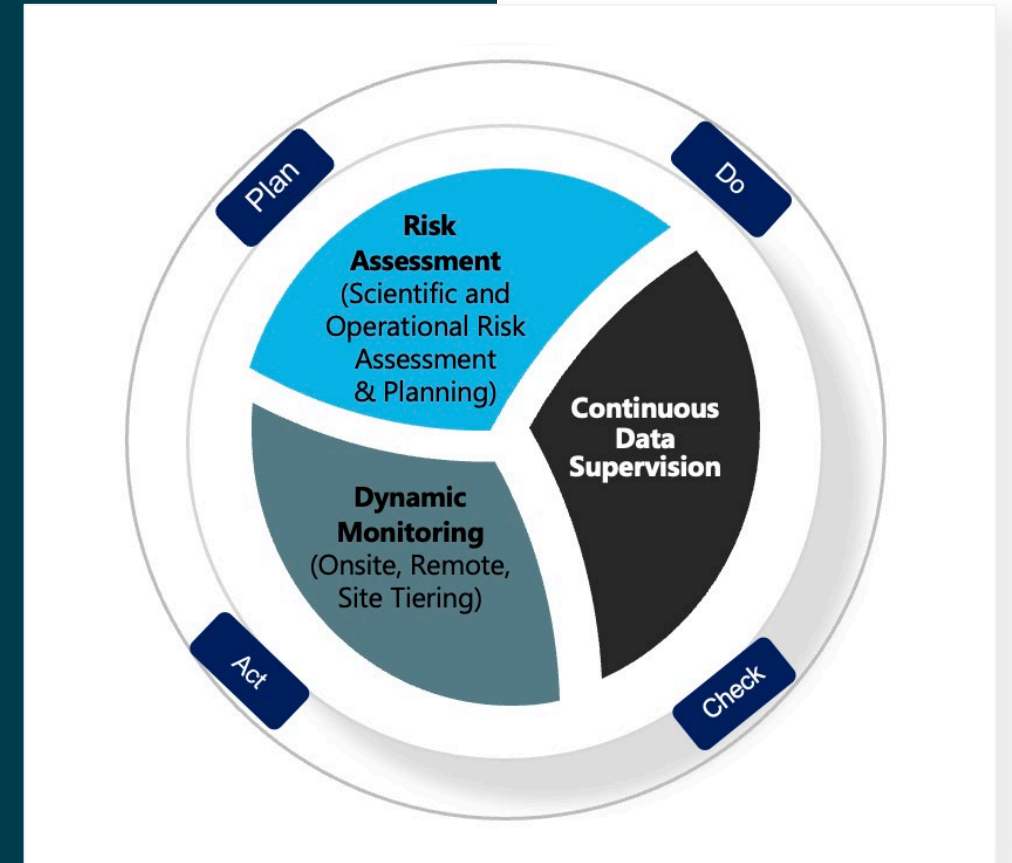 Plan
Do
Risk
Assessment
(Scientific and
Operational Risk
Assessment
& Planning)
Continuous
Data
Supervision
Dynamic
Monitoring
(Onsite, Remote,
Site Tiering)
Act
Check